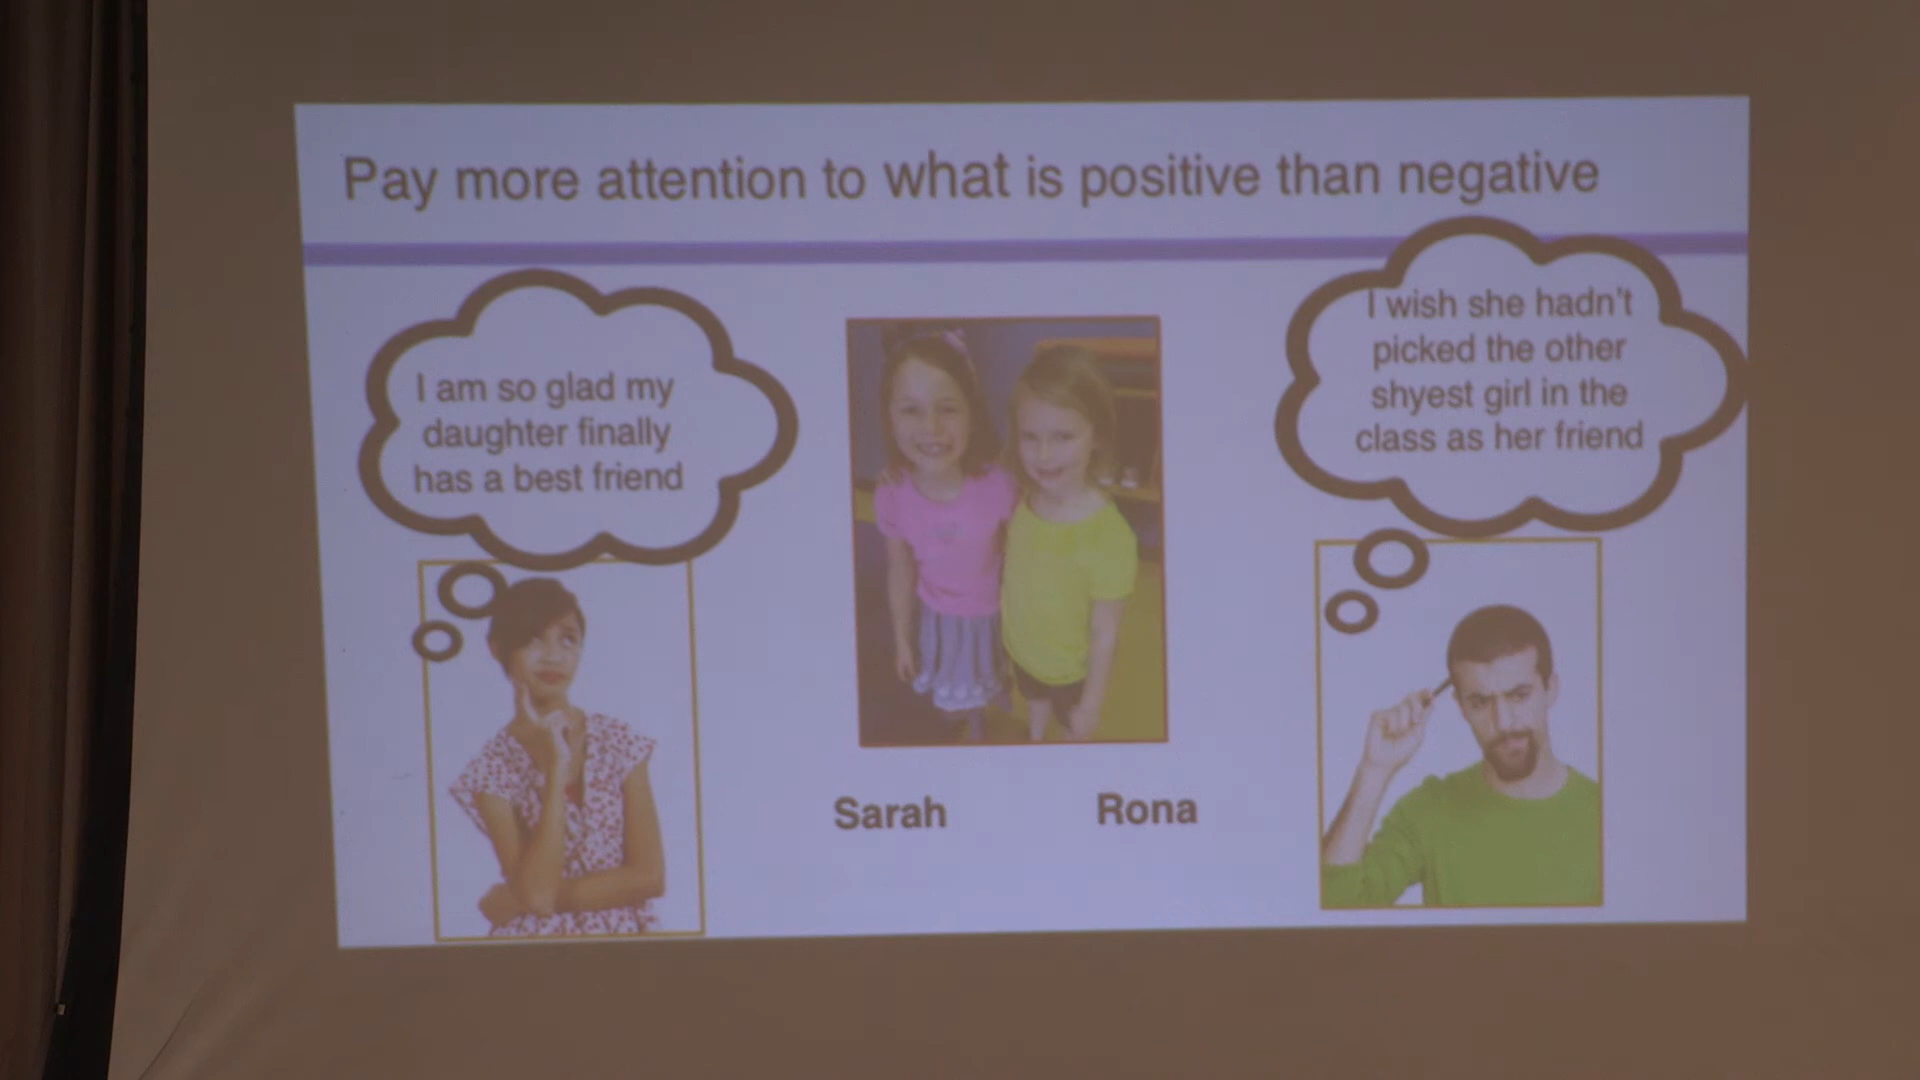 Pay more attention to what is positive than negative
I am so glad my
daughter finally
has a best friend
I wish she hadn't
picked the other
shyest girl in the
class as her friend
Sarah
Rona